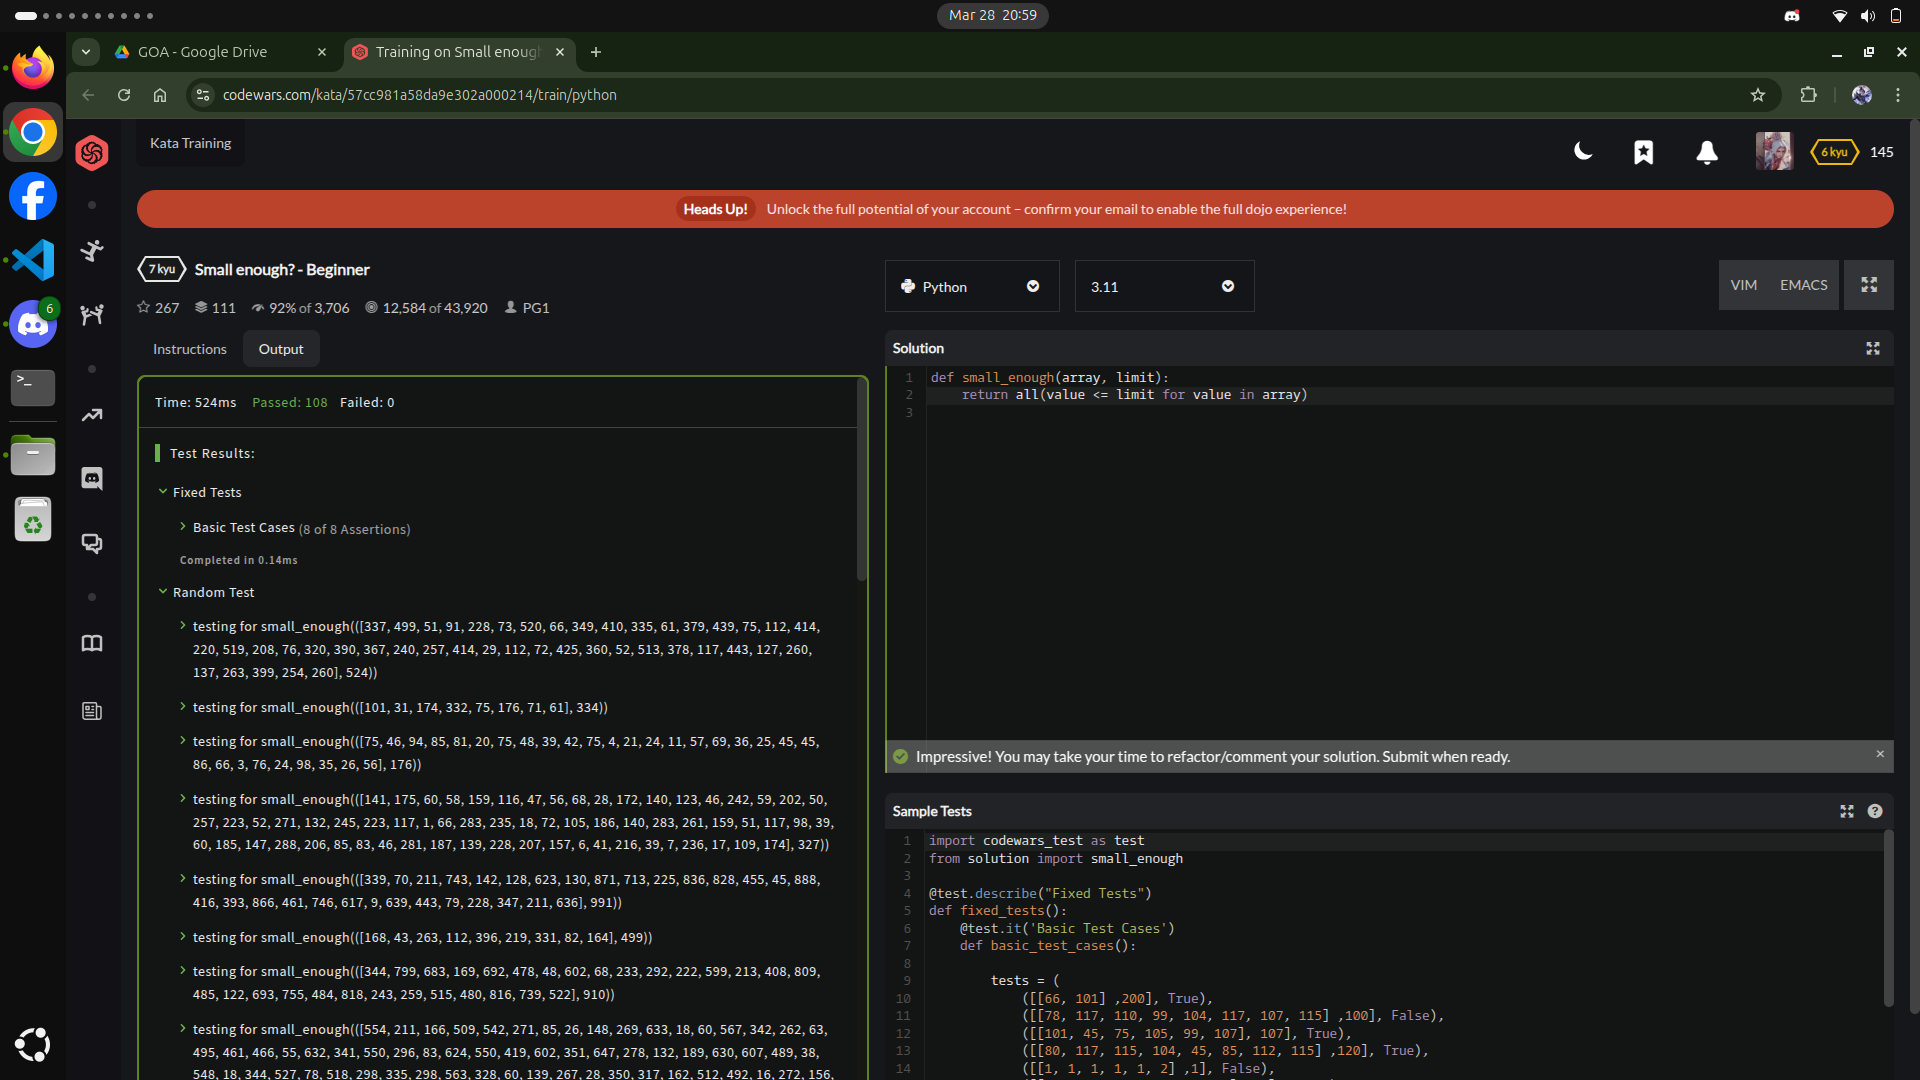 Mar 28 20:59
GOA - Google Drive
Training on Small enoug
codewars.com/kata/57cc981a58da9e302a000214/train/python
Kata Training
6 kyu 145
Heads Up! Unlock the full potential of your account – confirm your email to enable the full dojo experience!
6
7 kyu Small enough? - Beginner
267 111 92% of 3,706 12,584 of 43,920 PG1
Python
3.11
VIM EMACS
Instructions Output
Time: 524ms Passed: 108 Failed: 0
Test Results:
Fixed Tests
Basic Test Cases (8 of 8 Assertions)
Completed in 0.14ms
Random Test
testing for small_enough(([337, 499, 51, 91, 228, 73, 520, 66, 349, 410, 335, 61, 379, 439, 75, 112, 414,
220, 519, 208, 76, 320, 390, 367, 240, 257, 414, 29, 112, 72, 425, 360, 52, 513, 378, 117, 443, 127, 260,
137, 263, 399, 254, 260], 524))
testing for small_enough(([101, 31, 174, 332, 75, 176, 71, 61], 334))
testing for small_enough(([75, 46, 94, 85, 81, 20, 75, 48, 39, 42, 75, 4, 21, 24, 11, 57, 69, 36, 25, 45, 45,
86, 66, 3, 76, 24, 98, 35, 26, 56], 176))
testing for small_enough(([141, 175, 60, 58, 159, 116, 47, 56, 68, 28, 172, 140, 123, 46, 242, 59, 202, 50,
257, 223, 52, 271, 132, 245, 223, 117, 1, 66, 283, 235, 18, 72, 105, 186, 140, 283, 261, 159, 51, 117, 98, 39,
60, 185, 147, 288, 206, 85, 83, 46, 281, 187, 139, 228, 207, 157, 6, 41, 216, 39, 7, 236, 17, 109, 174], 327))
testing for small_enough(([339, 70, 211, 743, 142, 128, 623, 130, 871, 713, 225, 836, 828, 455, 45, 888,
416, 393, 866, 461, 746, 617, 9, 639, 443, 79, 228, 347, 211, 636], 991))
testing for small_enough(([168, 43, 263, 112, 396, 219, 331, 82, 164], 499))
testing for small_enough(([344, 799, 683, 169, 692, 478, 48, 602, 68, 233, 292, 222, 599, 213, 408, 809,
485, 122, 693, 755, 484, 818, 243, 259, 515, 480, 816, 739, 522], 910))
testing for small_enough(([554, 211, 166, 509, 542, 271, 85, 26, 148, 269, 633, 18, 60, 567, 342, 262, 63,
495, 461, 466, 55, 632, 341, 550, 296, 83, 624, 550, 419, 602, 351, 647, 278, 132, 189, 630, 607, 489, 38,
548, 18, 344, 527, 78, 518, 298, 335, 298, 563, 328, 60, 139, 267, 28, 350, 317, 162, 512, 492, 16, 272, 156,
Solution
1 def small_enough(array, limit):
2 return all(value <= limit for value in array)
3
Impressive! You may take your time to refactor/comment your solution. Submit when ready.
Sample Tests
1 import codewars_test as test
2 from solution import small_enough
3
4 @test.describe("Fixed Tests")
5 def fixed_tests():
6 @test.it('Basic Test Cases')
7 def basic_test_cases():
8
9 tests = (
10 ([[66, 101] ,200], True),
11 ([[78, 117, 110, 99, 104, 117, 107, 115] ,100], False),
12 ([[101, 45, 75, 105, 99, 107], 107], True),
13 ([[80, 117, 115, 104, 45, 85, 112, 115] ,120], True),
14 ([[1, 1, 1, 1, 1, 2] ,1], False),